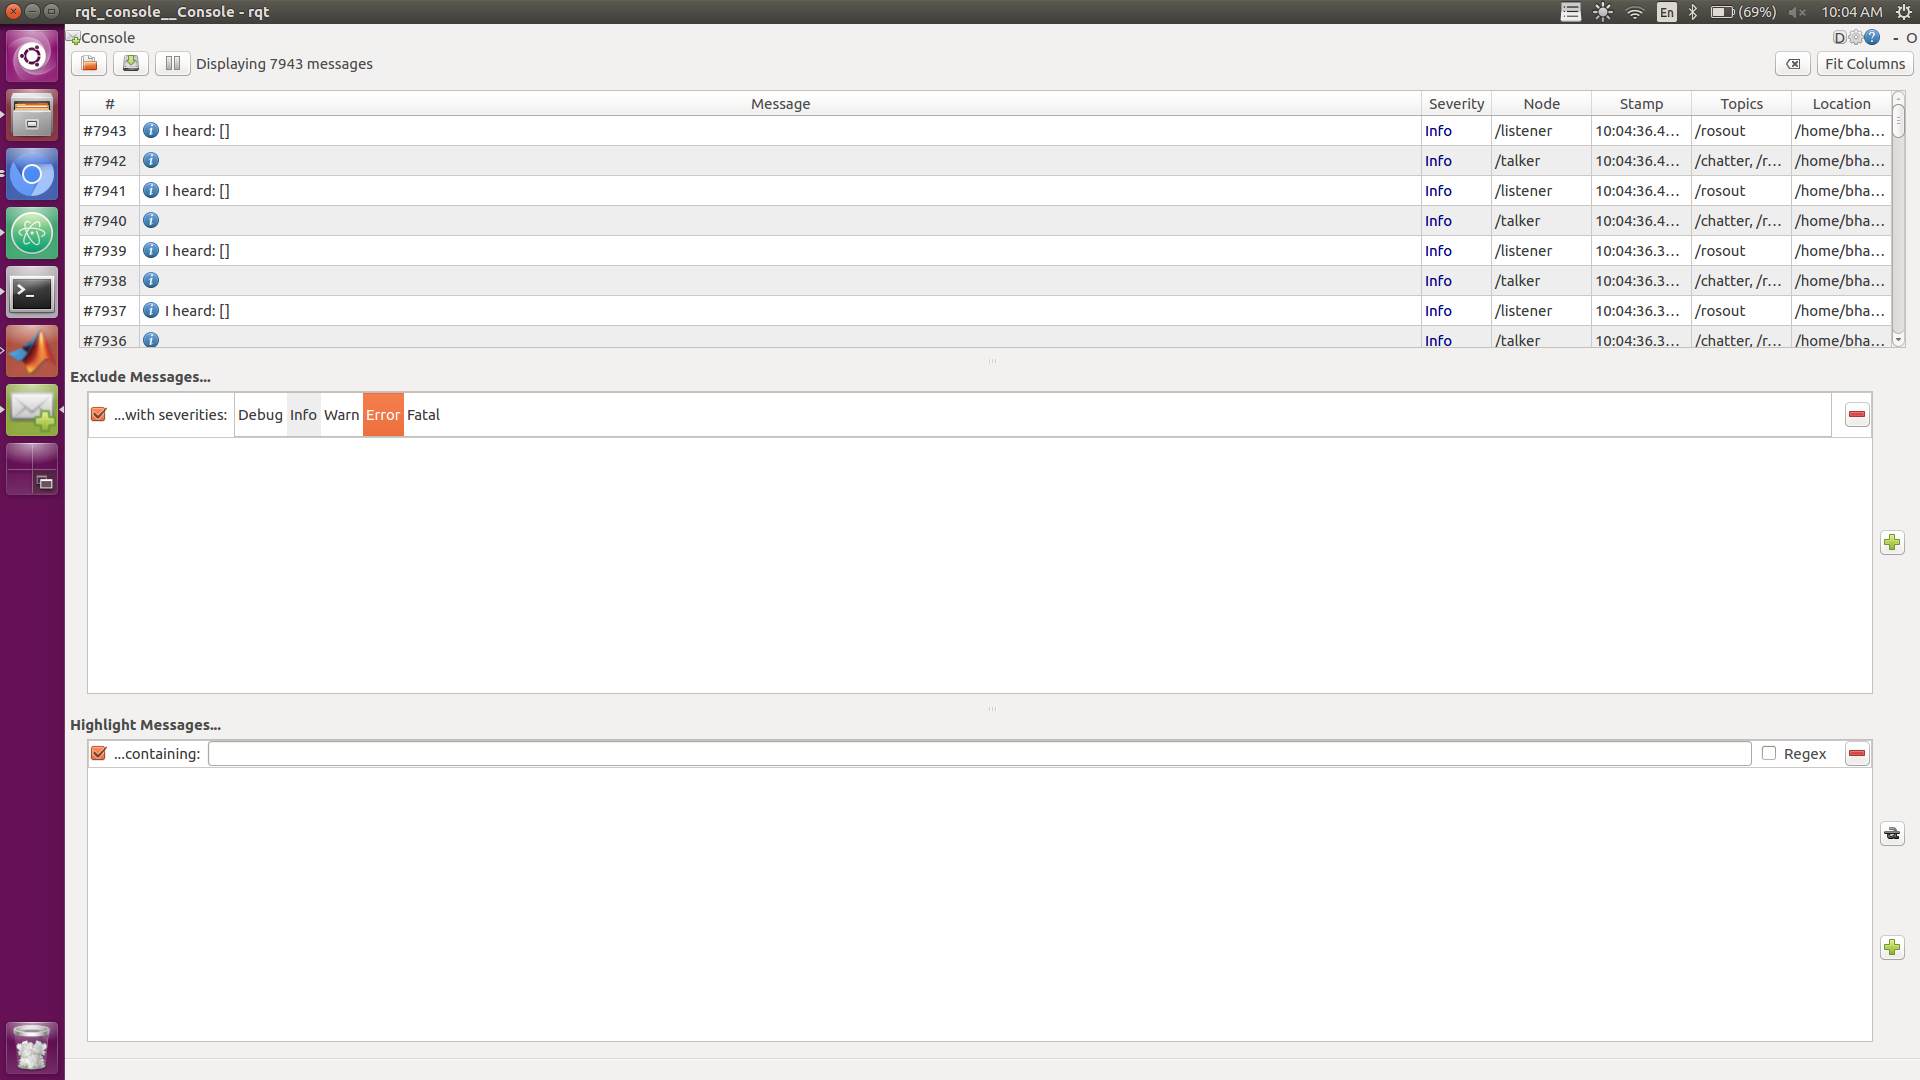 rqt_console__Console - rqt
En
(69%)
10:04 AM
Console
D
- O
Displaying 7943 messages
Fit Columns
# Message Severity Node Stamp Topics Location
#7943 I heard: [] Info /listener 10:04:36.4... /rosout /home/bha...
#7942 Info /talker 10:04:36.4... /chatter, /r... /home/bha...
#7941 I heard: [] Info /listener 10:04:36.4... /rosout /home/bha...
#7940 Info /talker 10:04:36.4... /chatter, /r... /home/bha...
#7939 I heard: [] Info /listener 10:04:36.3... /rosout /home/bha...
#7938 Info /talker 10:04:36.3... /chatter, /r... /home/bha...
#7937 I heard: [] Info /listener 10:04:36.3... /rosout /home/bha...
#7936 Info /talker 10:04:36.3... /chatter, /r... /home/bha...
Exclude Messages...
...with severities: Debug Info Warn Error Fatal
Highlight Messages...
...containing: Regex